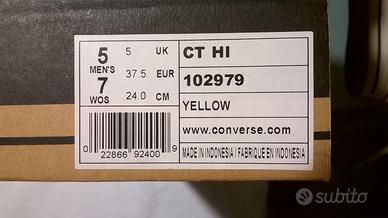 5 5 UK CT HI
MEN'S
7 37.5 EUR 102979
WOS 24.0 CM YELLOW
www.converse.com
0 22866 92400 9 MADE IN INDONESIA / FABRIQUE EN INDONESIA
subito